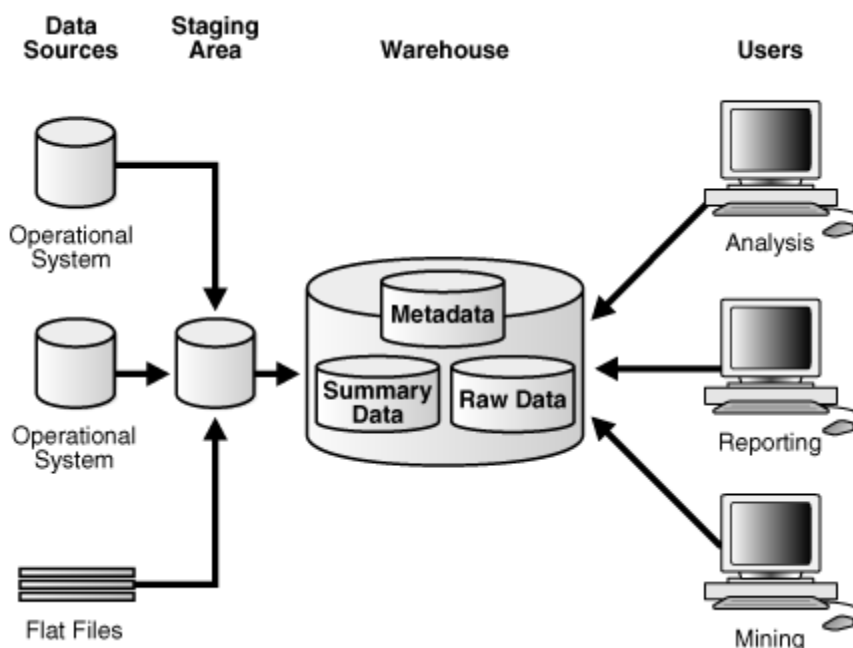 Data
Sources
Staging
Area
Warehouse
Users
Operational
System
Operational
System
Flat Files
Metadata
Summary
Data
Raw Data
Analysis
Reporting
Mining